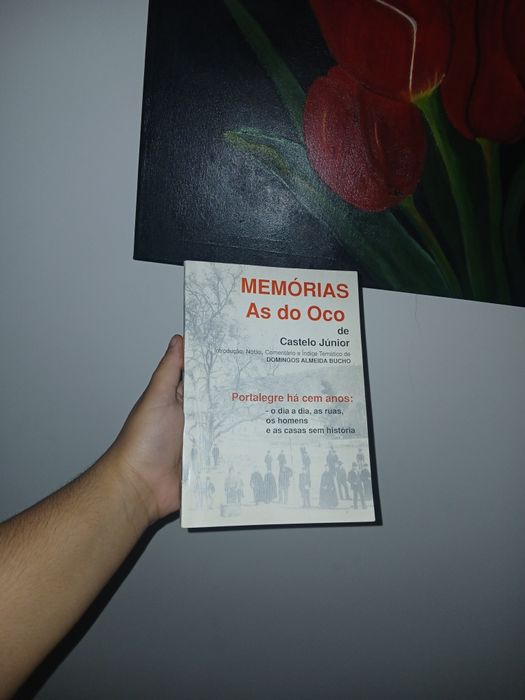 MEMÓRIAS
As do Oco
de
Castelo Júnior
Introdução, Notas, Comentário e Índice Temático de
DOMINGOS ALMEIDA BUCHO
Portalegre há cem anos:
- o dia a dia, as ruas,
os homens
e as casas sem história